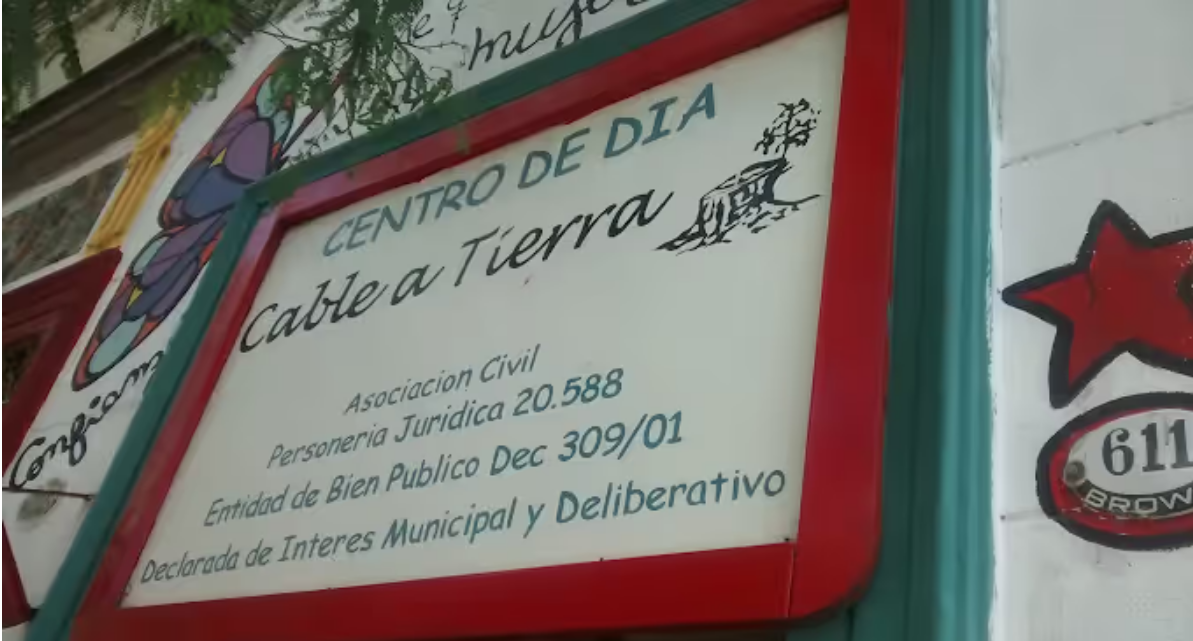 CENTRO DE DIA
Cable a Tierra
Asociacion Civil
Personeria Juridica 20.588
Entidad de Bien Publico Dec 309/01
Declarada de Interes Municipal y Deliberativo
611